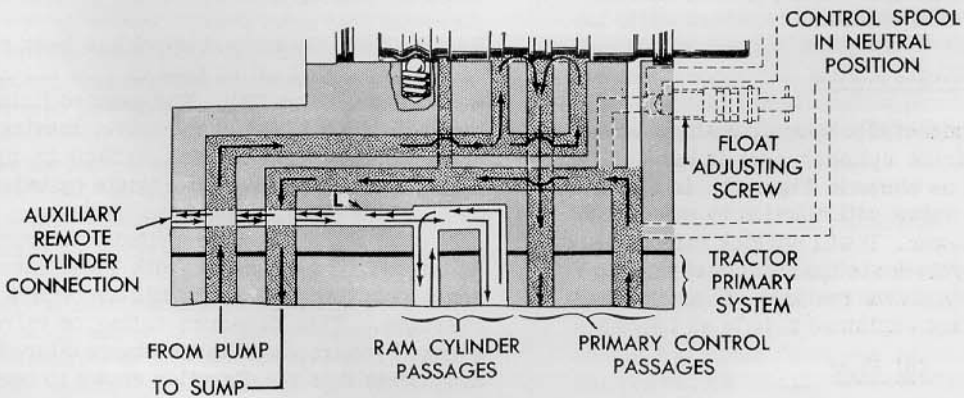 CONTROL SPOOL
IN NEUTRAL
POSITION
FLOAT
ADJUSTING
SCREW
L
AUXILIARY
REMOTE
CYLINDER
CONNECTION
TRACTOR
PRIMARY
SYSTEM
FROM PUMP
TO SUMP
RAM CYLINDER
PASSAGES
PRIMARY CONTROL
PASSAGES